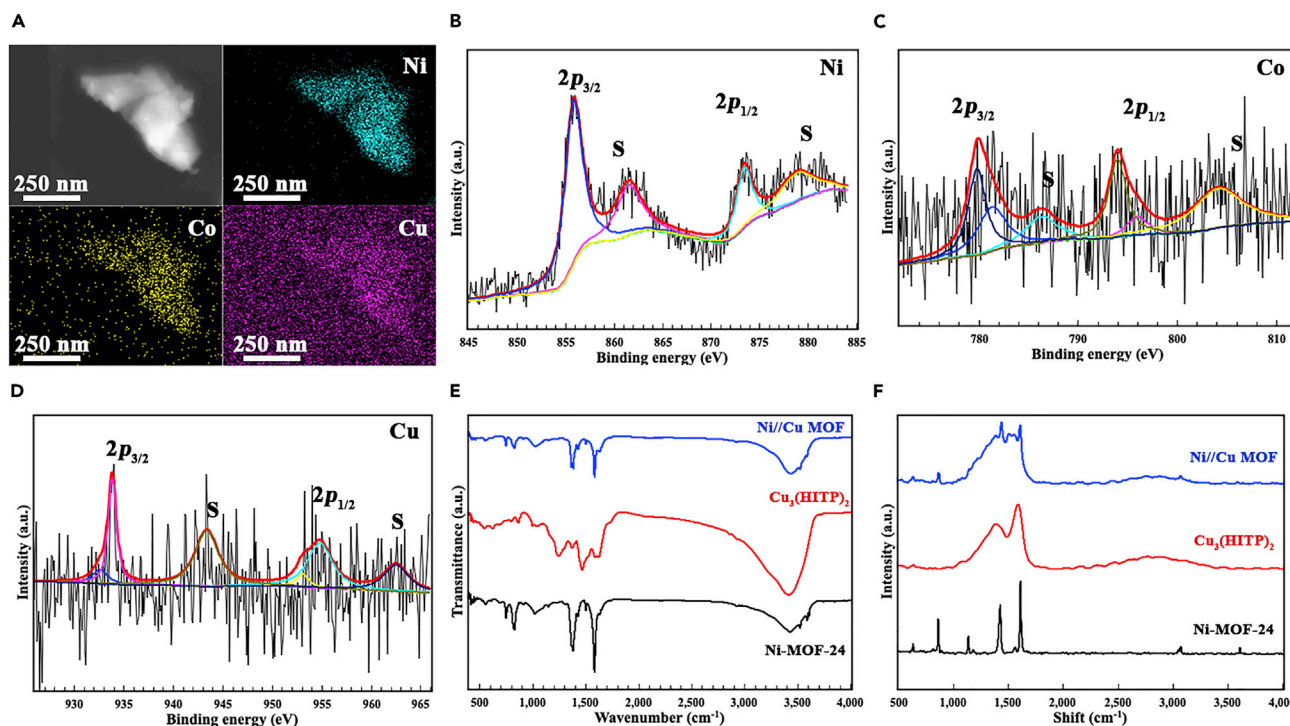 A
Ni
250 nm
250 nm
Co
Cu
250 nm
250 nm
B
Ni
2p3/2
S
2p1/2
S
Intensity (a.u.)
845 850 855 860 865 870 875 880 885
Binding energy (eV)
C
Co
2p3/2
S
2p1/2
S
Intensity (a.u.)
780 790 800 810
Binding energy (eV)
D
Cu
2p3/2
S
2p1/2
S
Intensity (a.u.)
930 935 940 945 950 955 960 965
Binding energy (eV)
E
Ni//Cu MOF
Cu3(HITP)2
Ni-MOF-24
Transmittance (a.u.)
500 1,000 1,500 2,000 2,500 3,000 3,500 4,000
Wavenumber (cm-1)
F
Ni//Cu MOF
Cu3(HITP)2
Ni-MOF-24
Intensity (a.u.)
500 1,000 1,500 2,000 2,500 3,000 3,500 4,000
Shift (cm-1)